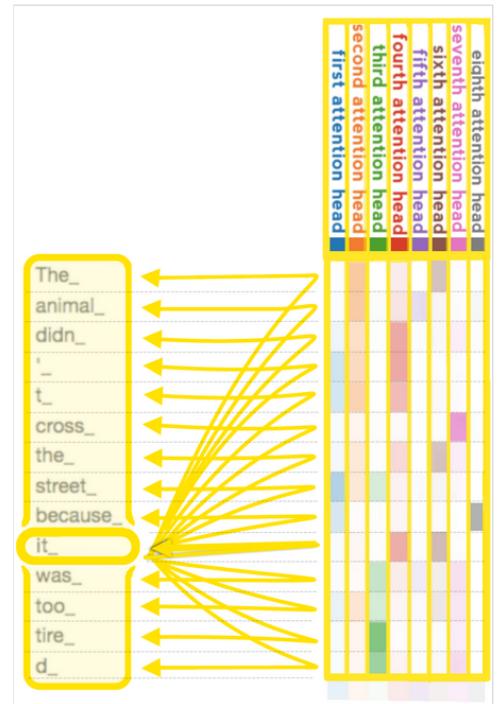 first attention head
second attention head
third attention head
fourth attention head
fifth attention head
sixth attention head
seventh attention head
eighth attention head
The_
animal_
didn_
'_
t_
cross_
the_
street_
because_
it_
was_
too_
tire_
d_